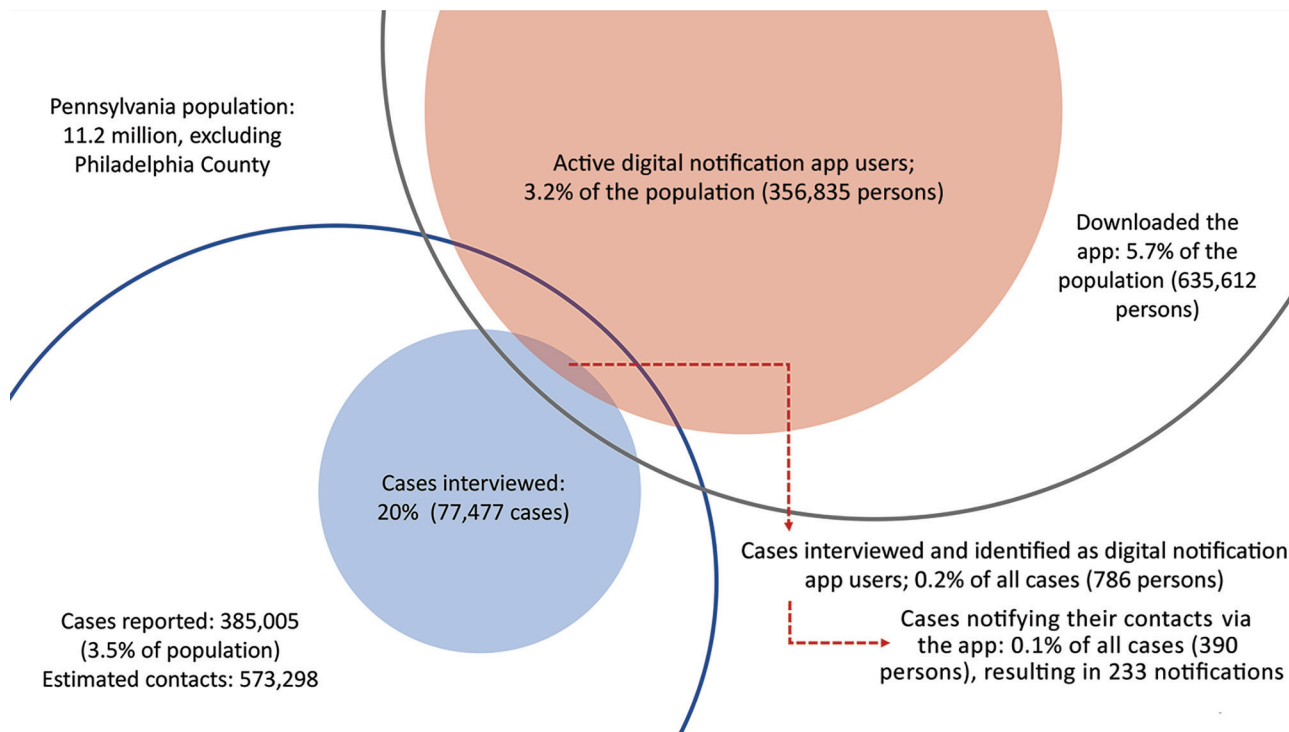 Pennsylvania population:
11.2 million, excluding
Philadelphia County
Active digital notification app users;
3.2% of the population (356,835 persons)
Downloaded the
app: 5.7% of the
population (635,612
persons)
Cases interviewed:
20% (77,477 cases)
Cases interviewed and identified as digital notification
app users; 0.2% of all cases (786 persons)
Cases reported: 385,005
(3.5% of population)
Estimated contacts: 573,298
Cases notifying their contacts via
the app: 0.1% of all cases (390
persons), resulting in 233 notifications